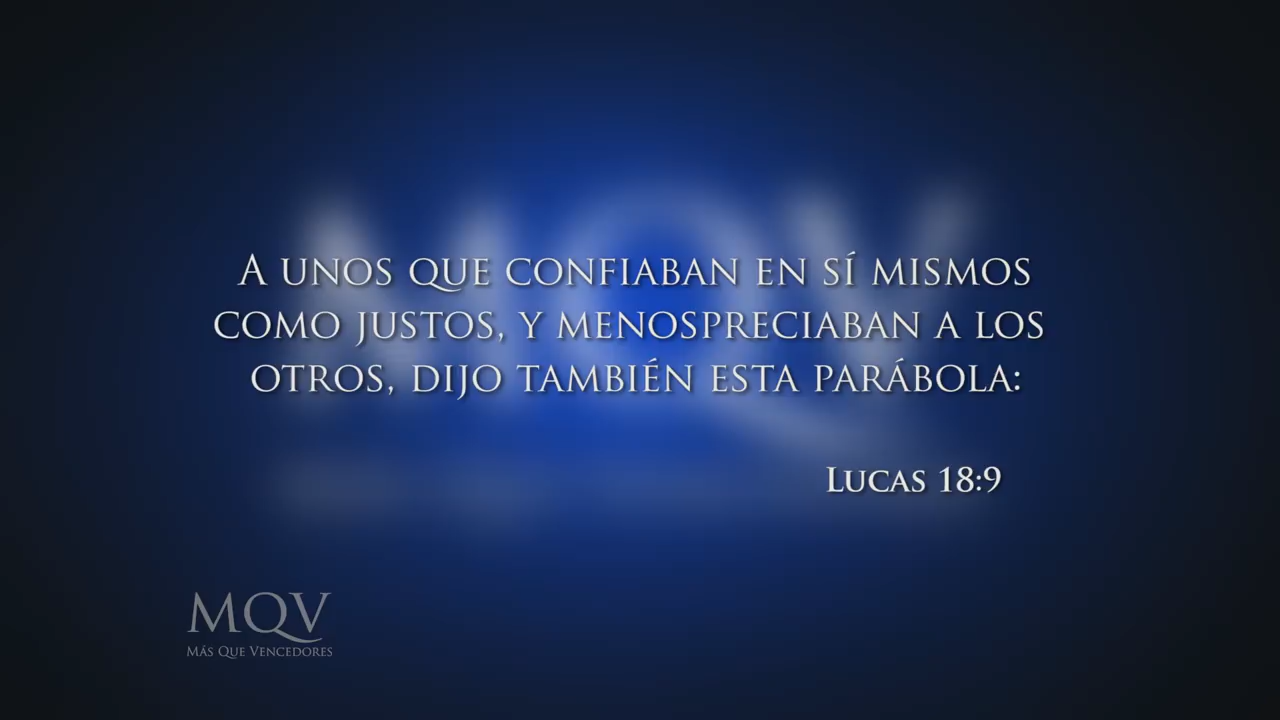 A UNOS QUE CONFIABAN EN SÍ MISMOS
COMO JUSTOS, Y MENOSPRECIABAN A LOS
OTROS, DIJO TAMBIÉN ESTA PARÁBOLA:
LUCAS 18:9
MQV
MÁS QUE VENCEDORES